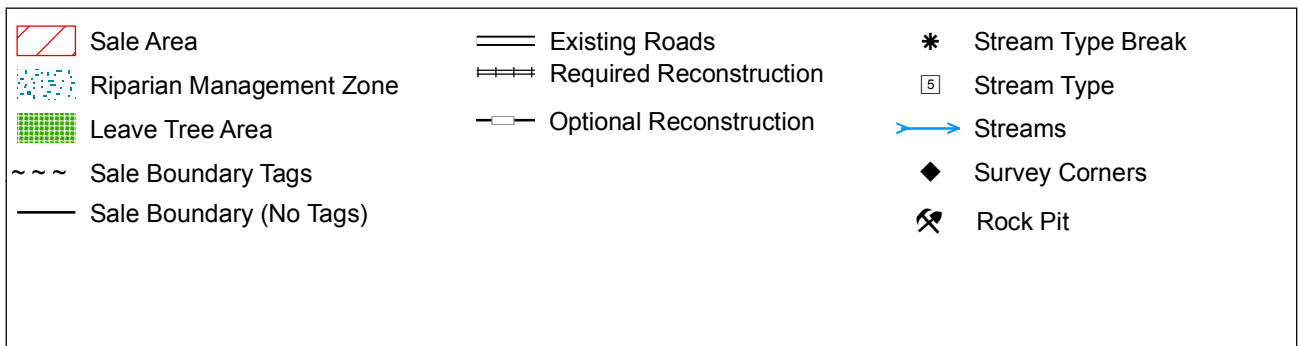 Sale Area
Riparian Management Zone
Leave Tree Area
Sale Boundary Tags
Sale Boundary (No Tags)
Existing Roads
Required Reconstruction
Optional Reconstruction
Stream Type Break
5 Stream Type
Streams
Survey Corners
Rock Pit